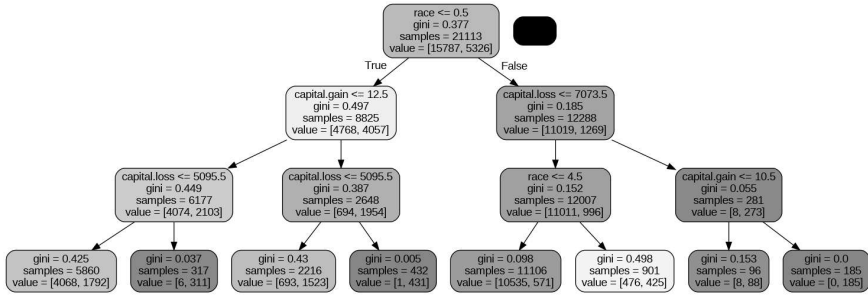 race <= 0.5
gini = 0.377
samples = 21113
value = [15787, 5326]
True
False
capital.gain <= 12.5
gini = 0.497
samples = 8825
value = [4768, 4057]
capital.loss <= 7073.5
gini = 0.185
samples = 12288
value = [11019, 1269]
capital.loss <= 5095.5
gini = 0.449
samples = 6177
value = [4074, 2103]
capital.loss <= 5095.5
gini = 0.387
samples = 2648
value = [694, 1954]
race <= 4.5
gini = 0.152
samples = 12007
value = [11011, 996]
capital.gain <= 10.5
gini = 0.055
samples = 281
value = [8, 273]
gini = 0.425
samples = 5860
value = [4068, 1792]
gini = 0.037
samples = 317
value = [6, 311]
gini = 0.43
samples = 2216
value = [693, 1523]
gini = 0.005
samples = 432
value = [1, 431]
gini = 0.098
samples = 11106
value = [10535, 571]
gini = 0.498
samples = 901
value = [476, 425]
gini = 0.153
samples = 96
value = [8, 88]
gini = 0.0
samples = 185
value = [0, 185]